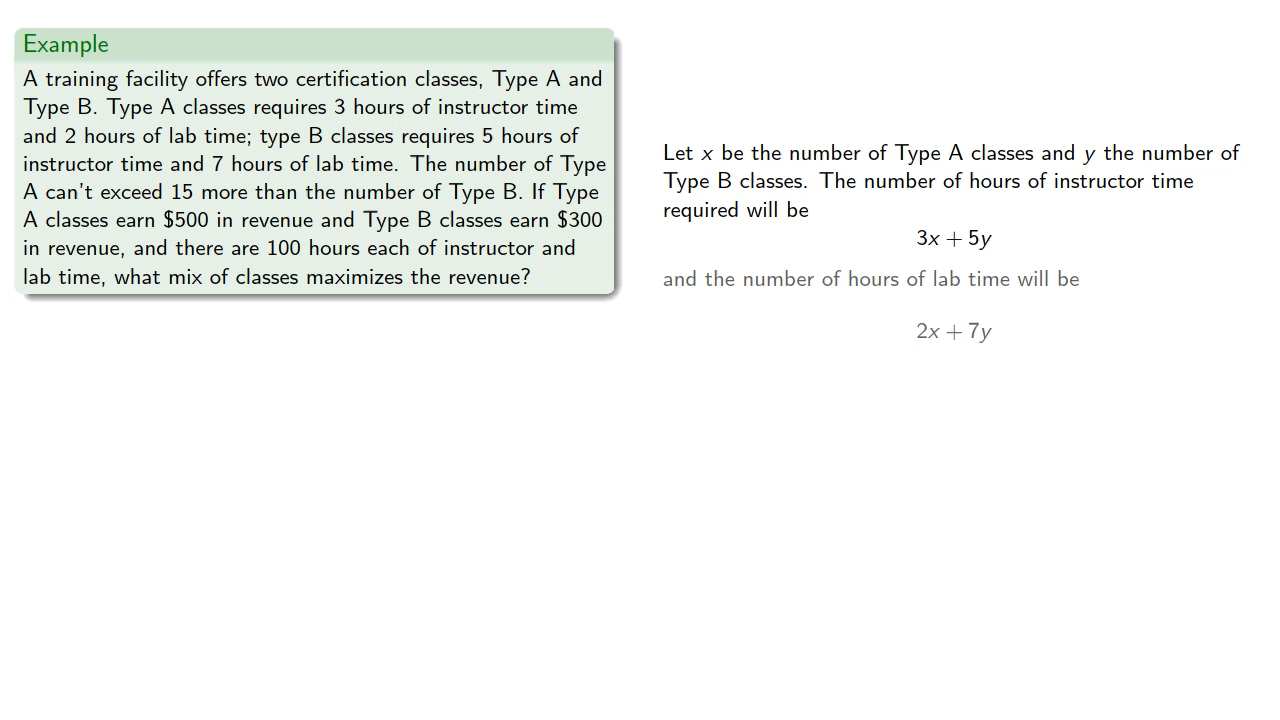 Example
A training facility offers two certification classes, Type A and
Type B. Type A classes requires 3 hours of instructor time
and 2 hours of lab time; type B classes requires 5 hours of
instructor time and 7 hours of lab time. The number of Type
A can't exceed 15 more than the number of Type B. If Type
A classes earn $500 in revenue and Type B classes earn $300
in revenue, and there are 100 hours each of instructor and
lab time, what mix of classes maximizes the revenue?
Let x be the number of Type A classes and y the number of
Type B classes. The number of hours of instructor time
required will be
3x + 5y
and the number of hours of lab time will be
2x + 7y